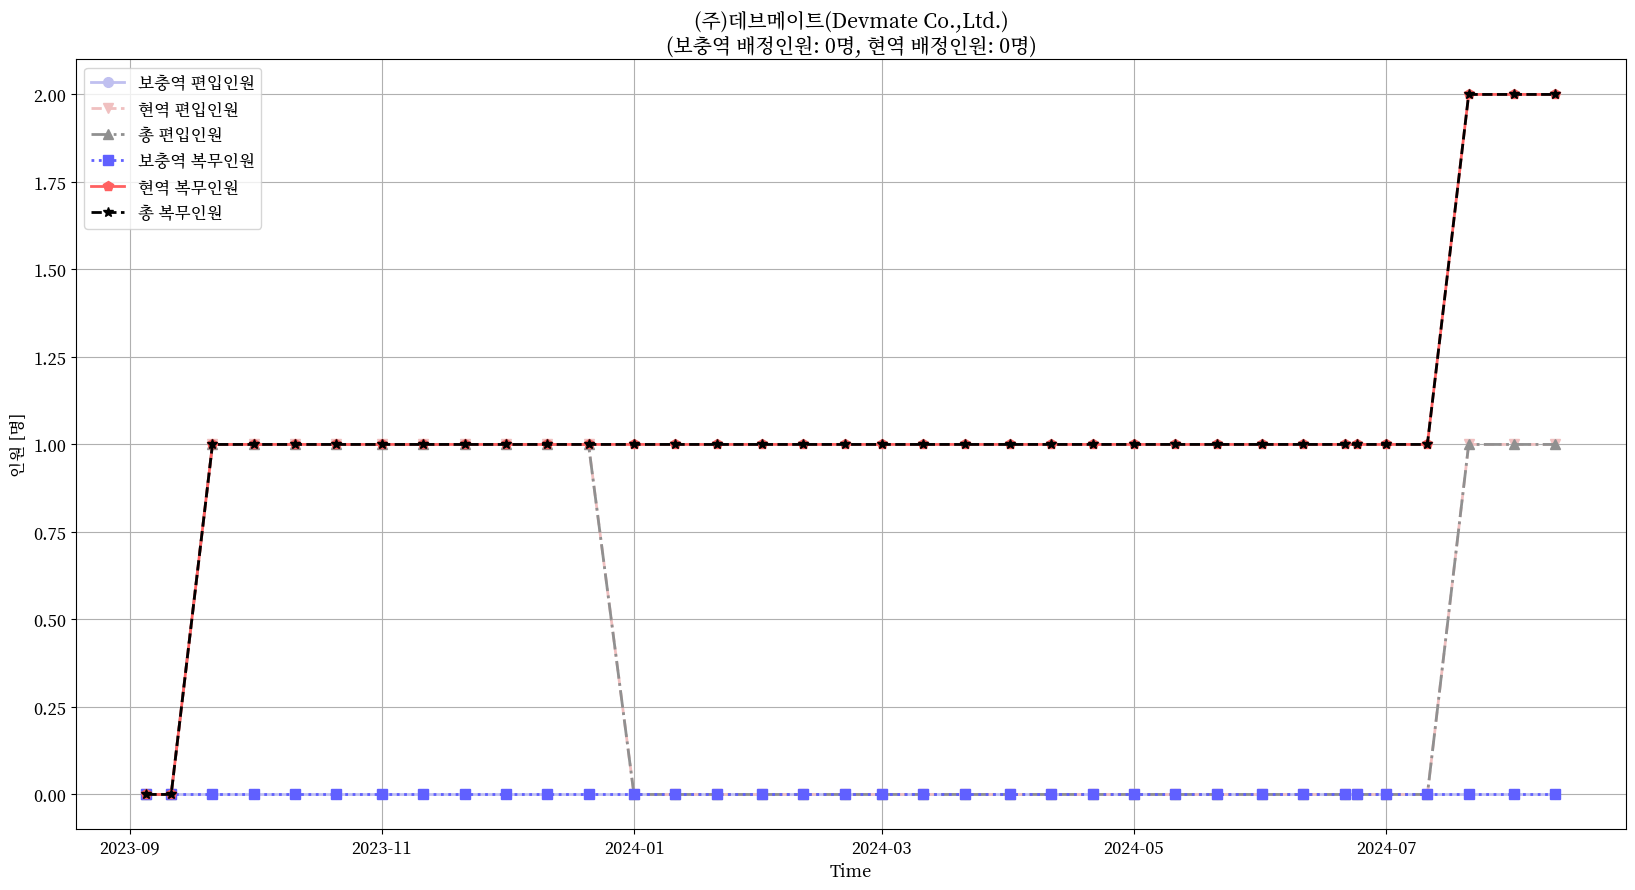 (주)데브메이트(Devmate Co.,Ltd.)
(보충역 배정인원: 0명, 현역 배정인원: 0명)
보충역 편입인원
현역 편입인원
총 편입인원
보충역 복무인원
현역 복무인원
총 복무인원
인원 [명]
2.00
1.75
1.50
1.25
1.00
0.75
0.50
0.25
0.00
2023-09
2023-11
2024-01
2024-03
2024-05
2024-07
Time